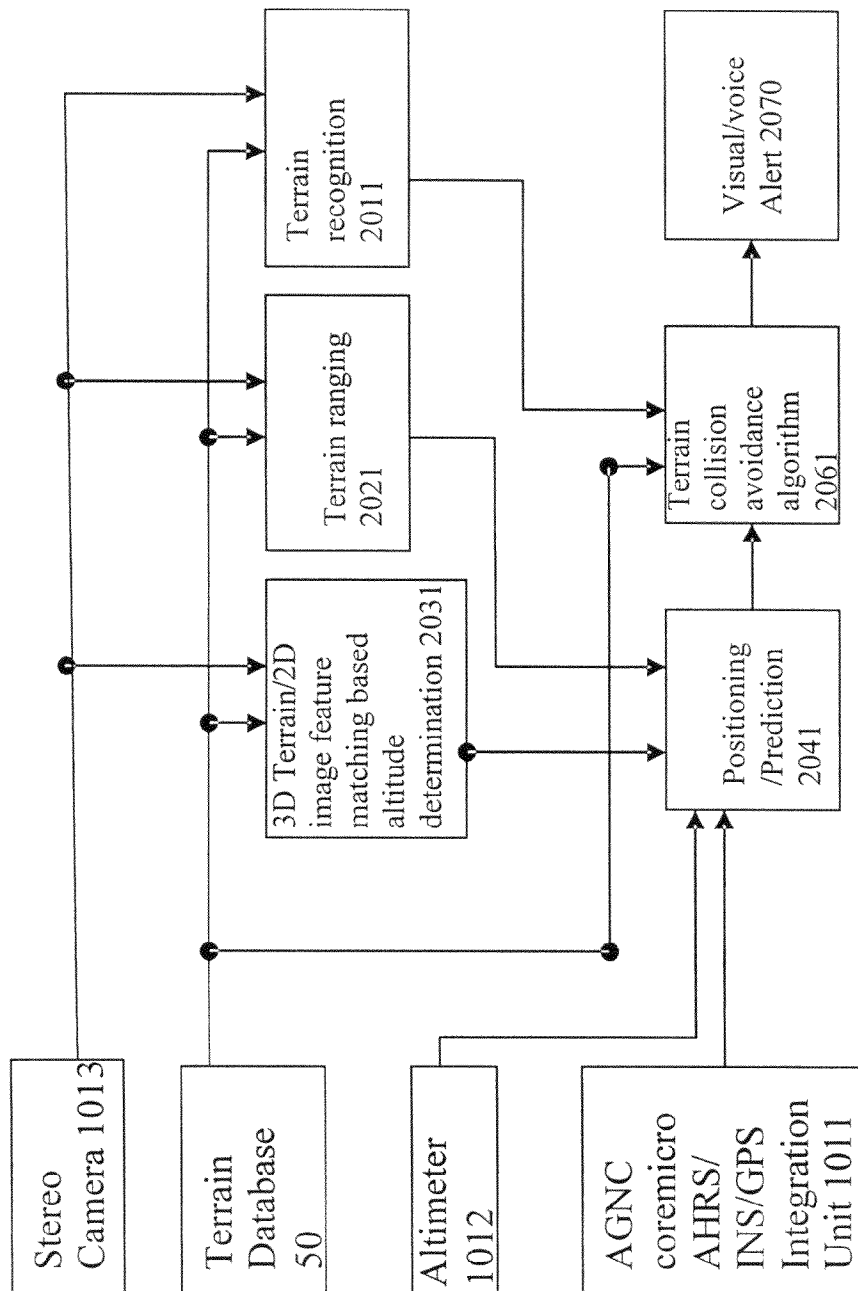 Stereo
Camera 1013
Terrain
Database
50
Altimeter
1012
AGNC
coremicro
AHRS/
INS/GPS
Integration
Unit 1011
3D Terrain/2D
image feature
matching based
altitude
determination 2031
Terrain ranging
2021
Terrain
recognition
2011
Positioning
/Prediction
2041
Terrain
collision
avoidance
algorithm
2061
Visual/voice
Alert 2070